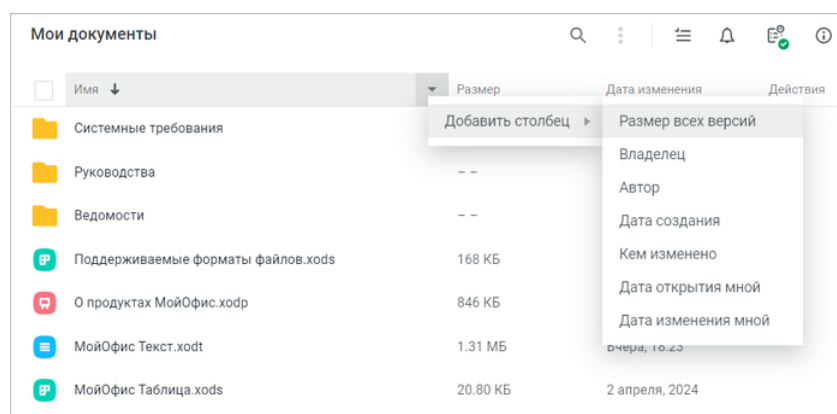 Мои документы
Имя
Размер
Дата изменения
Действия
Добавить столбец
Размер всех версий
Владелец
Автор
Дата создания
Кем изменено
Дата открытия мной
Дата изменения мной
Системные требования
Руководства
– –
Ведомости
– –
Поддерживаемые форматы файлов.xods
168 КБ
О продуктах МойОфис.xodp
846 КБ
МойОфис Текст.xodt
1.31 МБ
Вчера, 18:23
МойОфис Таблица.xods
20.80 КБ
2 апреля, 2024